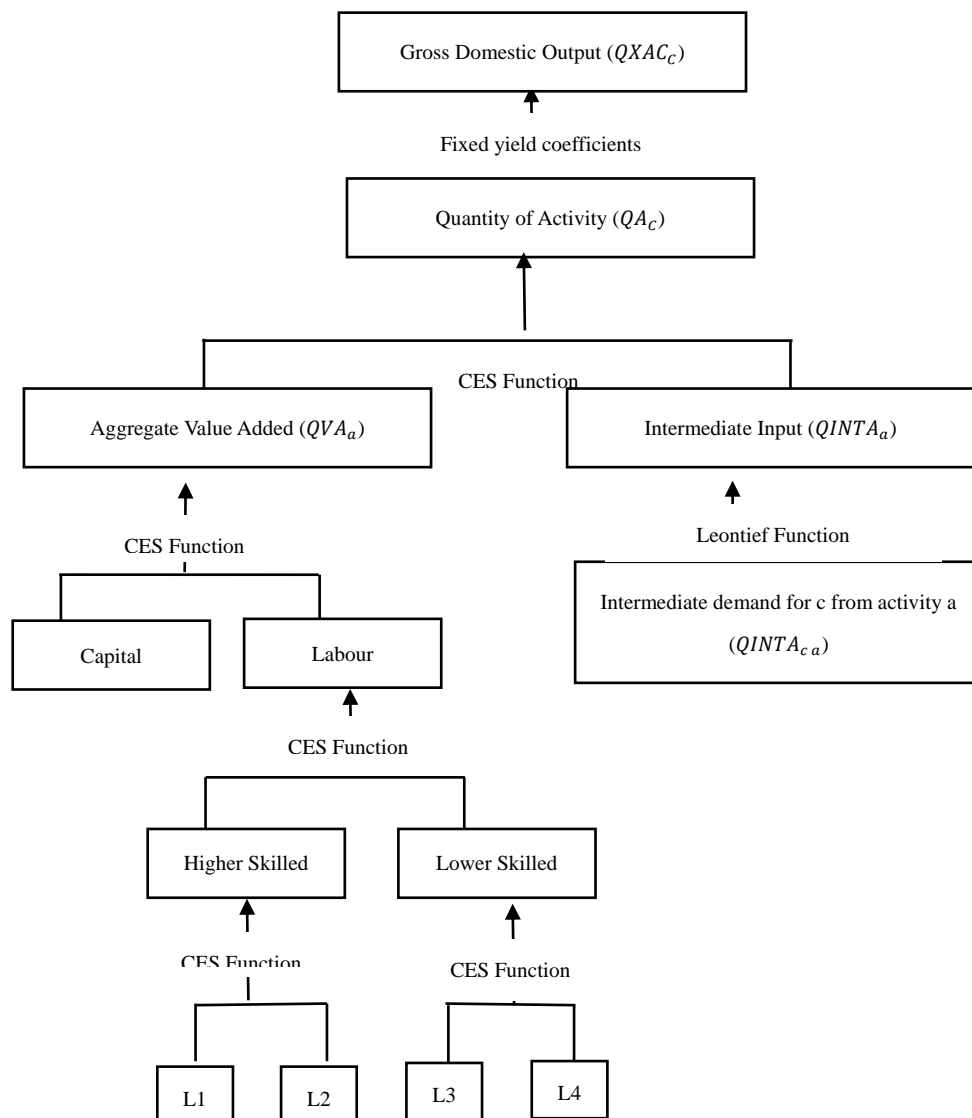 Gross Domestic Output (QXAC_C)
Fixed yield coefficients
Quantity of Activity (QA_C)
CES Function
Aggregate Value Added (QVA_a)
Intermediate Input (QINTA_a)
CES Function
Leontief Function
Capital
Labour
Intermediate demand for c from activity a
(QINTA_{c a})
CES Function
Higher Skilled
Lower Skilled
CES Function
CES Function
L1
L2
L3
L4